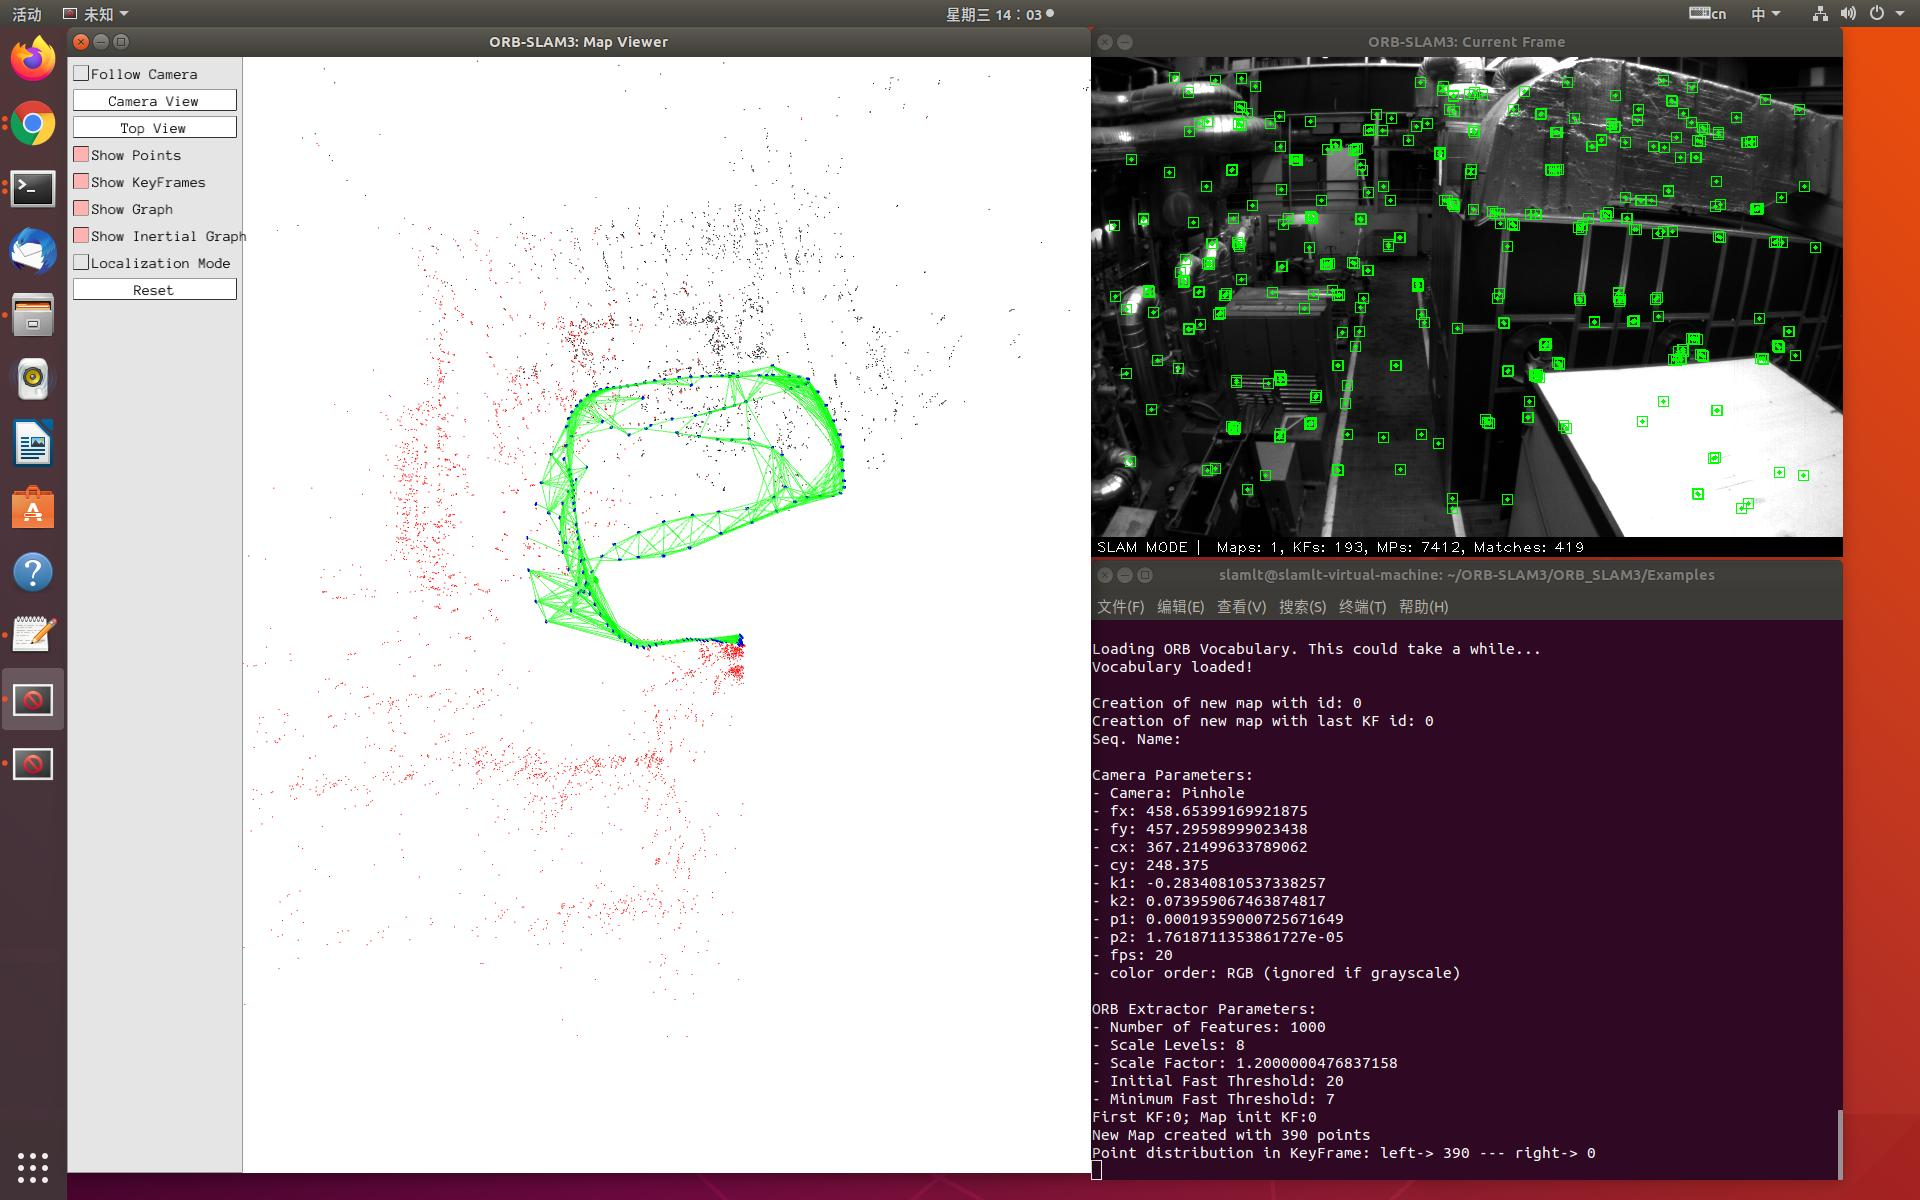 活动
未知
星期三 14：03
cn
中
ORB-SLAM3: Map Viewer
Follow Camera
Camera View
Top View
Show Points
Show KeyFrames
Show Graph
Show Inertial Graph
Localization Mode
Reset
ORB-SLAM3: Current Frame
SLAM MODE |  Maps: 1, KFs: 193, MPs: 7412, Matches: 419
slamlt@slamlt-virtual-machine: ~/ORB-SLAM3/ORB_SLAM3/Examples
文件(F) 编辑(E) 查看(V) 搜索(S) 终端(T) 帮助(H)
Loading ORB Vocabulary. This could take a while...
Vocabulary loaded!
Creation of new map with id: 0
Creation of new map with last KF id: 0
Seq. Name:
Camera Parameters:
- Camera: Pinhole
- fx: 458.65399169921875
- fy: 457.29598999023438
- cx: 367.21499633789062
- cy: 248.375
- k1: -0.28340810537338257
- k2: 0.073959067463874817
- p1: 0.00019359000725671649
- p2: 1.7618711353861727e-05
- fps: 20
- color order: RGB (ignored if grayscale)
ORB Extractor Parameters:
- Number of Features: 1000
- Scale Levels: 8
- Scale Factor: 1.2000000476837158
- Initial Fast Threshold: 20
- Minimum Fast Threshold: 7
First KF:0; Map init KF:0
New Map created with 390 points
Point distribution in KeyFrame: left-> 390 --- right-> 0